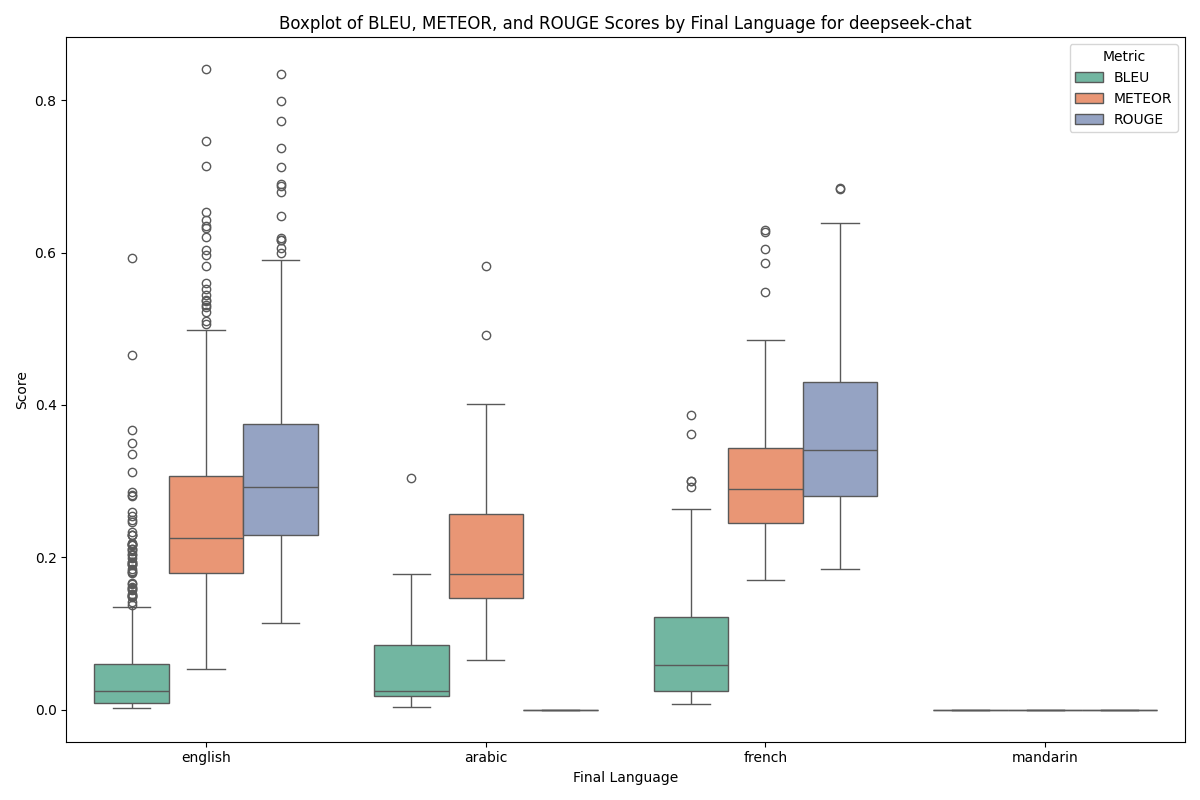 Boxplot of BLEU, METEOR, and ROUGE Scores by Final Language for deepseek-chat
Metric
BLEU
METEOR
ROUGE
Score
0.8
0.6
0.4
0.2
0.0
english
arabic
french
mandarin
Final Language